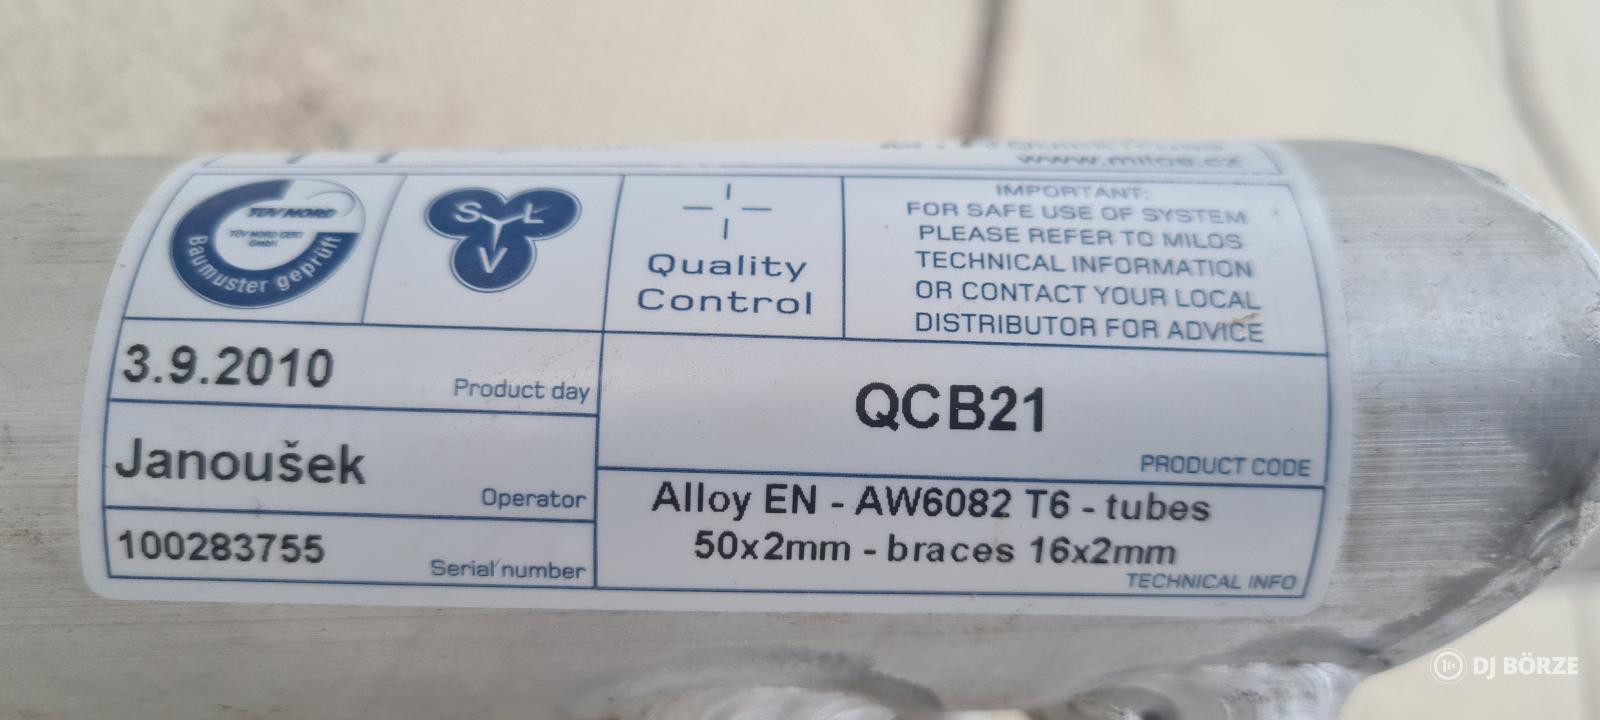 www.milos.cz
TÜV NORD
TÜV NORD CERT
GmbH
Baumuster geprüft
S L
V
Quality
Control
IMPORTANT:
FOR SAFE USE OF SYSTEM
PLEASE REFER TO MILOS
TECHNICAL INFORMATION
OR CONTACT YOUR LOCAL
DISTRIBUTOR FOR ADVICE
3.9.2010
Product day
QCB21
PRODUCT CODE
Janoušek
Operator
Alloy EN - AW6082 T6 - tubes
50x2mm - braces 16x2mm
TECHNICAL INFO
100283755
Serial number
DJ BÖRZE